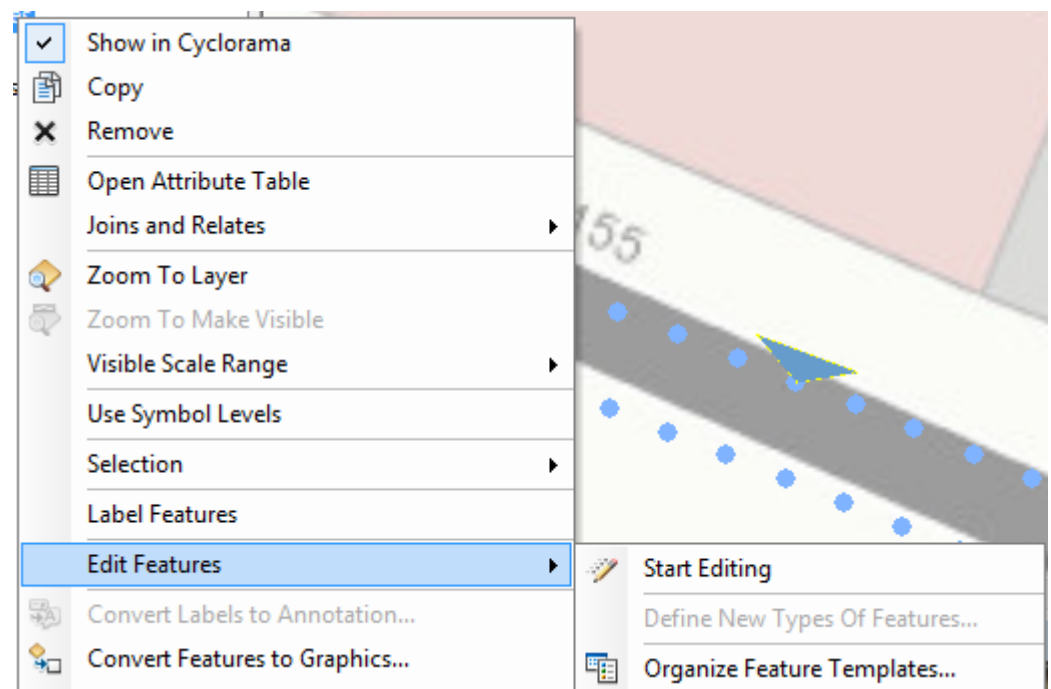 Show in Cyclorama
Copy
Remove
Open Attribute Table
Joins and Relates
155
Zoom To Layer
Zoom To Make Visible
Visible Scale Range
Use Symbol Levels
Selection
Label Features
Edit Features
Start Editing
Convert Labels to Annotation...
Define New Types Of Features...
Convert Features to Graphics...
Organize Feature Templates...